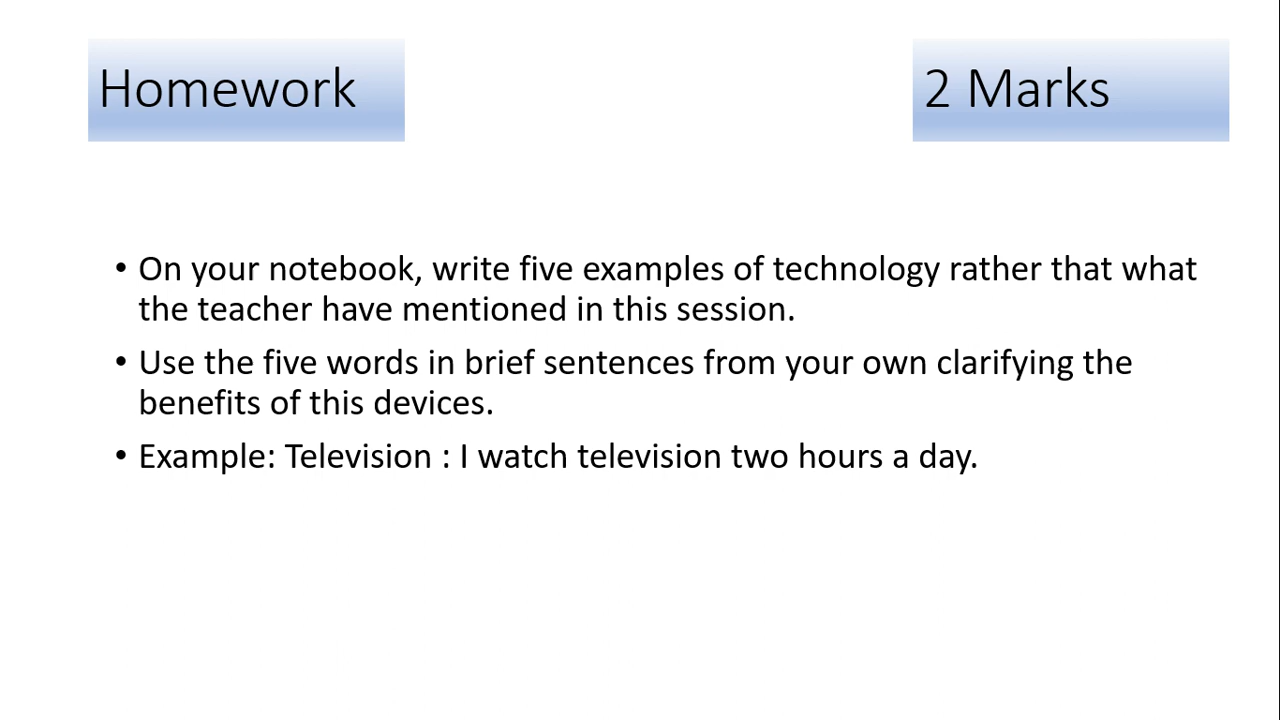 Homework
2 Marks
• On your notebook, write five examples of technology rather that what
the teacher have mentioned in this session.
• Use the five words in brief sentences from your own clarifying the
benefits of this devices.
• Example: Television : I watch television two hours a day.